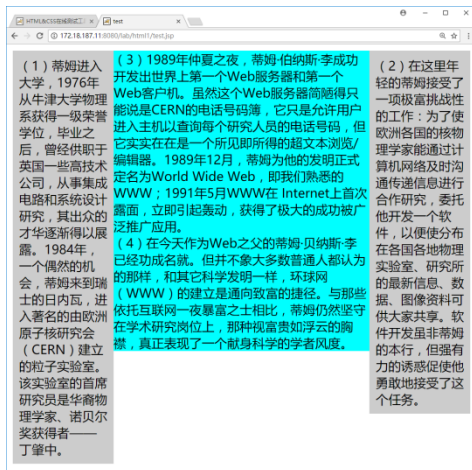 HTML&CSS在线测试工具
test
172.18.187.11:8080/lab/html1/test.jsp
（1）蒂姆进入
大学，1976年
从牛津大学物理
系获得一级荣誉
学位，毕业之
后，曾经供职于
英国一些高技术
公司，从事集成
电路和系统设计
研究，其出众的
才华逐渐得以展
露。1984年，
一个偶然的机
会，蒂姆来到瑞
士的日内瓦，进
入著名的由欧洲
原子核研究会
（CERN）建立
的粒子实验室。
该实验室的首席
研究员是华裔物
理学家、诺贝尔
奖获得者——
丁肇中。
（3）1989年仲夏之夜，蒂姆·伯纳斯·李成功
开发出世界上第一个Web服务器和第一个
Web客户机。虽然这个Web服务器简陋得只
能说是CERN的电话号码簿，它只是允许用户
进入主机以查询每个研究人员的电话号码，但
它实实在在是一个所见即所得的超文本浏览/
编辑器。1989年12月，蒂姆为他的发明正式
定名为World Wide Web，即我们熟悉的
WWW；1991年5月WWW在 Internet上首次
露面，立即引起轰动，获得了极大的成功被广
泛推广应用。
（4）在今天作为Web之父的蒂姆·贝纳斯·李
已经功成名就。但并不象大多数普通人都认为
的那样，和其它科学发明一样，环球网
（WWW）的建立是通向致富的捷径。与那些
依托互联网一夜暴富之士相比，蒂姆仍然坚守
在学术研究岗位上，那种视富贵如浮云的胸
襟，真正表现了一个献身科学的学者风度。
（2）在这里年
轻的蒂姆接受了
一项极富挑战性
的工作：为了使
欧洲各国的核物
理学家能通过计
算机网络及时沟
通传递信息进行
合作研究，委托
他开发一个软
件，以便使分布
在各国各地物理
实验室、研究所
的最新信息、数
据、图像资料可
供大家共享。软
件开发虽非蒂姆
的本行，但强有
力的诱惑促使他
勇敢地接受了这
个任务。